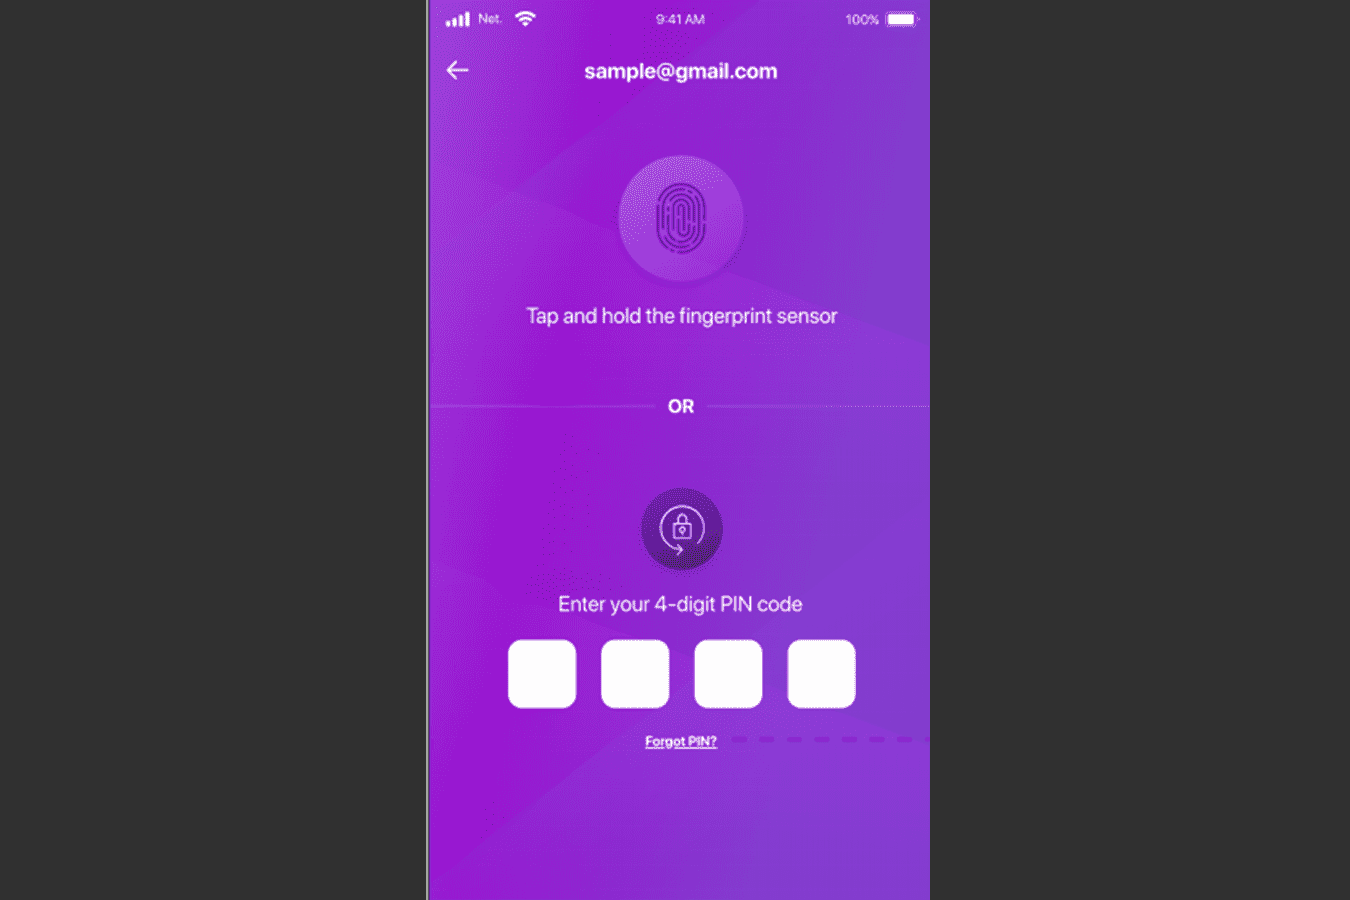 Net.
9:41 AM
100%
sample@gmail.com
Tap and hold the fingerprint sensor
OR
Enter your 4-digit PIN code
Forgot PIN?